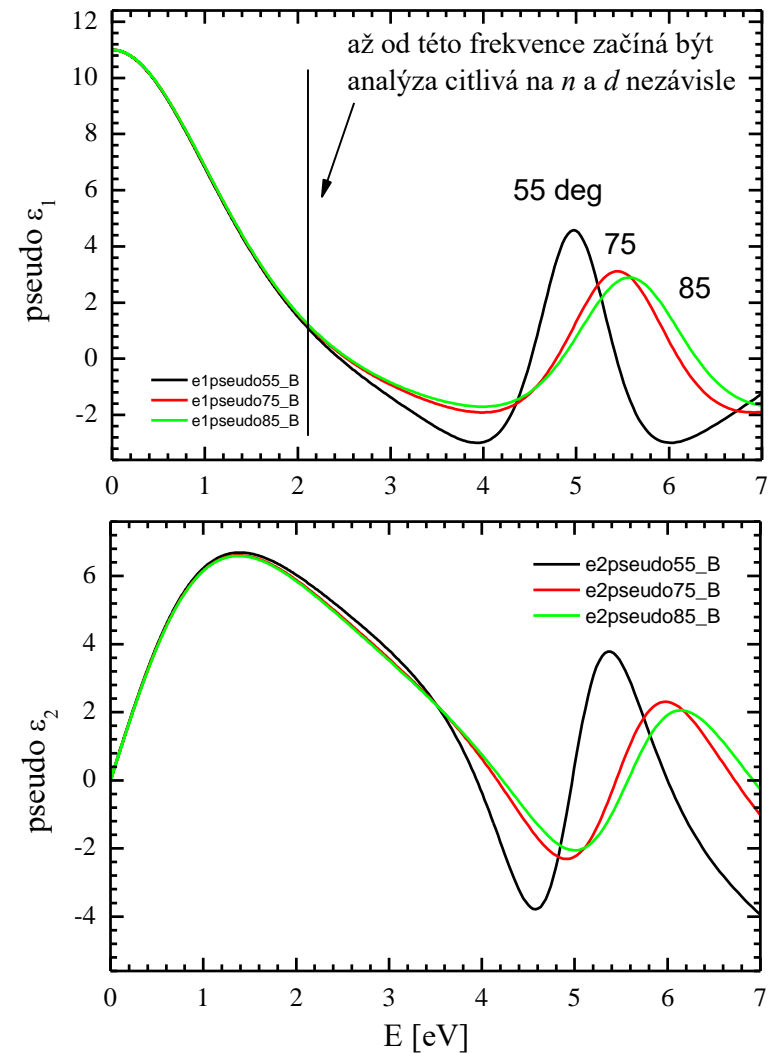 12
až od této frekvence začíná být
analýza citlivá na n a d nezávisle
10
8
6
4
2
0
-2
pseudo ε1
55 deg
75
85
e1pseudo55_B
e1pseudo75_B
e1pseudo85_B
0 1 2 3 4 5 6 7
6
4
2
0
-2
-4
pseudo ε2
e2pseudo55_B
e2pseudo75_B
e2pseudo85_B
0 1 2 3 4 5 6 7
E [eV]